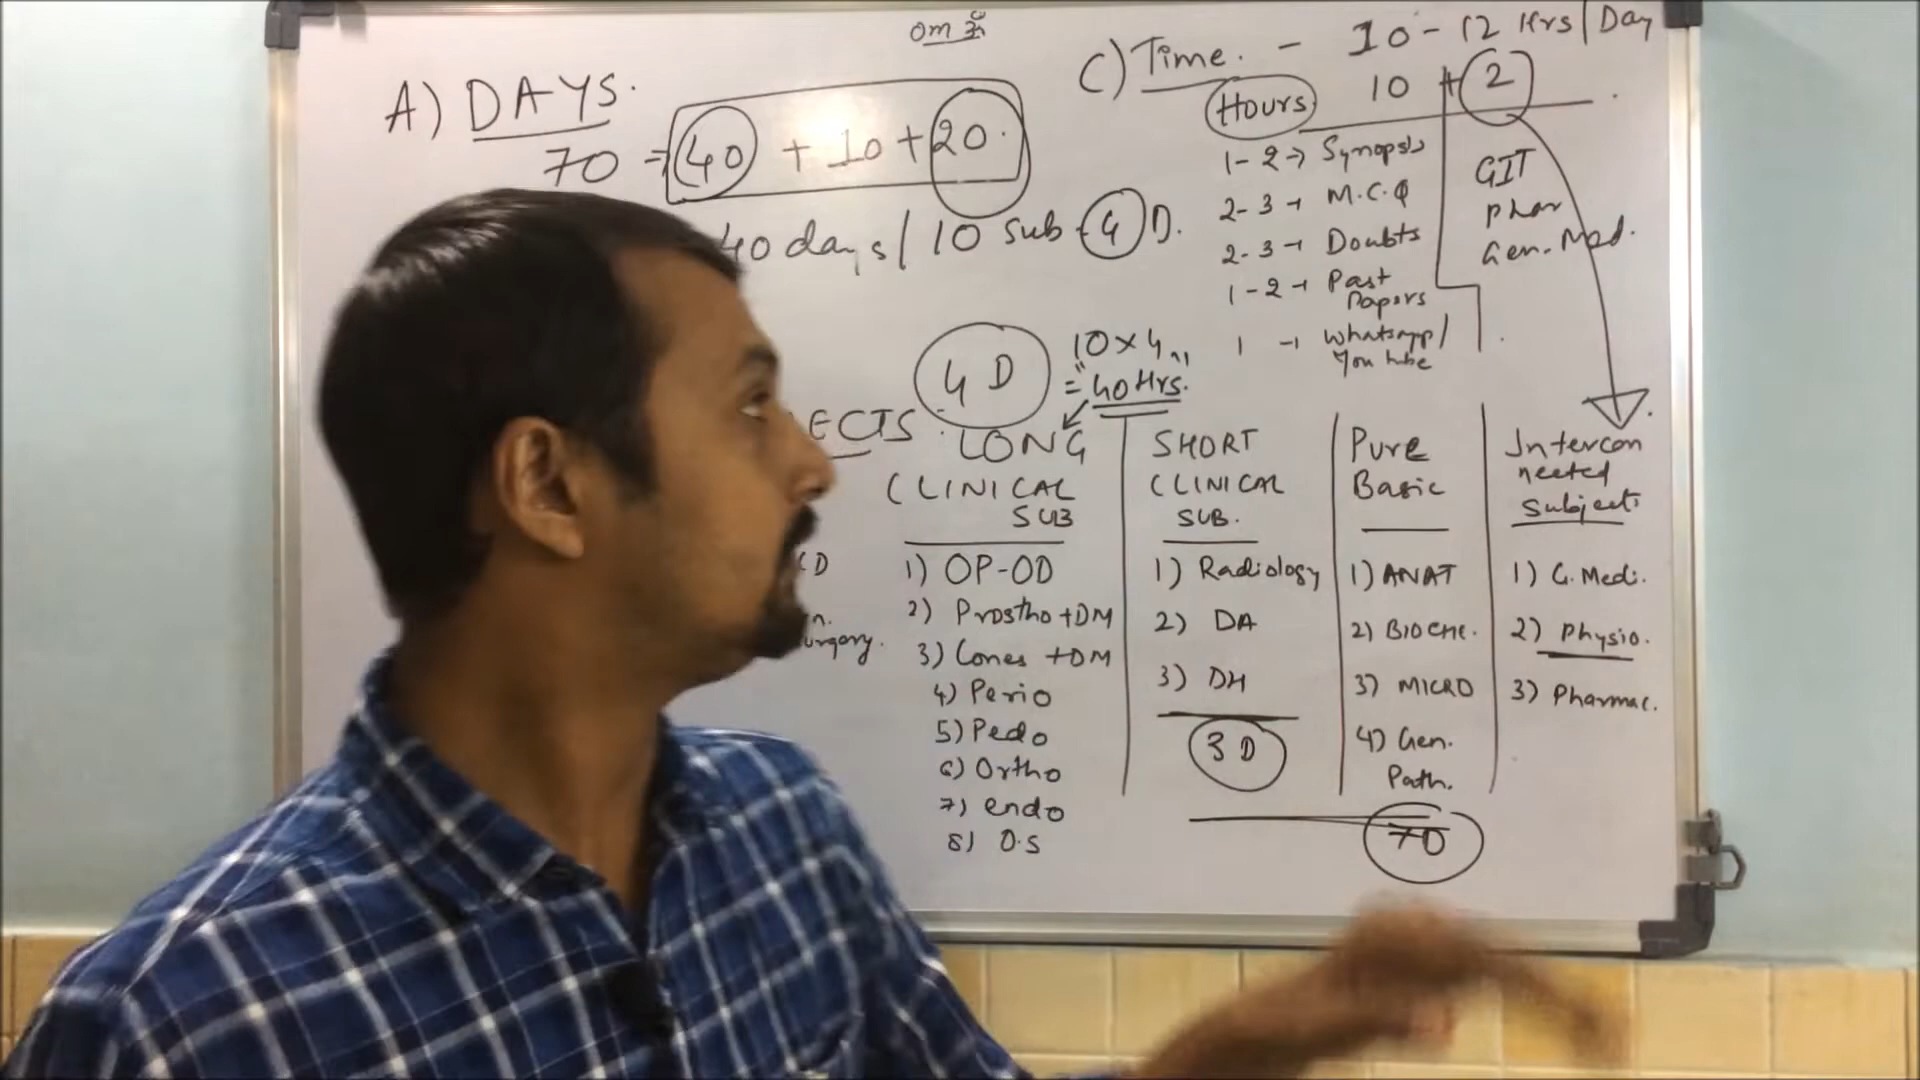 om ॐ
A) DAYS.
70 = 40 + 10 + 20.
40 days / 10 sub - 4 D.
C) Time. - 10 - 12 Hrs / Day
Hours 10 + 2
1 - 2 → Synopsis
2 - 3 → M.C.Q
2 - 3 → Doubts
1 - 2 → Past
Papers
1 → Whatsapp/
You tube
GIT
phar
Gen. Med.
4 D
10 x 4
= 40 Hrs.
ECTS.
LONG
CLINICAL
SUB
1) OP-OD
2) Prostho + DM
3) Cones + DM
4) Perio
5) Pedo
6) Ortho
7) endo
8) O.S
SHORT
CLINICAL
SUB.
1) Radiology
2) DA
3) DH
3 D
Pure
Basic
1) ANAT
2) BIOCHE.
3) MICRO
4) Gen.
Path.
70
Intercon
nected
Subjects
1) G. Medi.
2) Physio.
3) Pharmac.